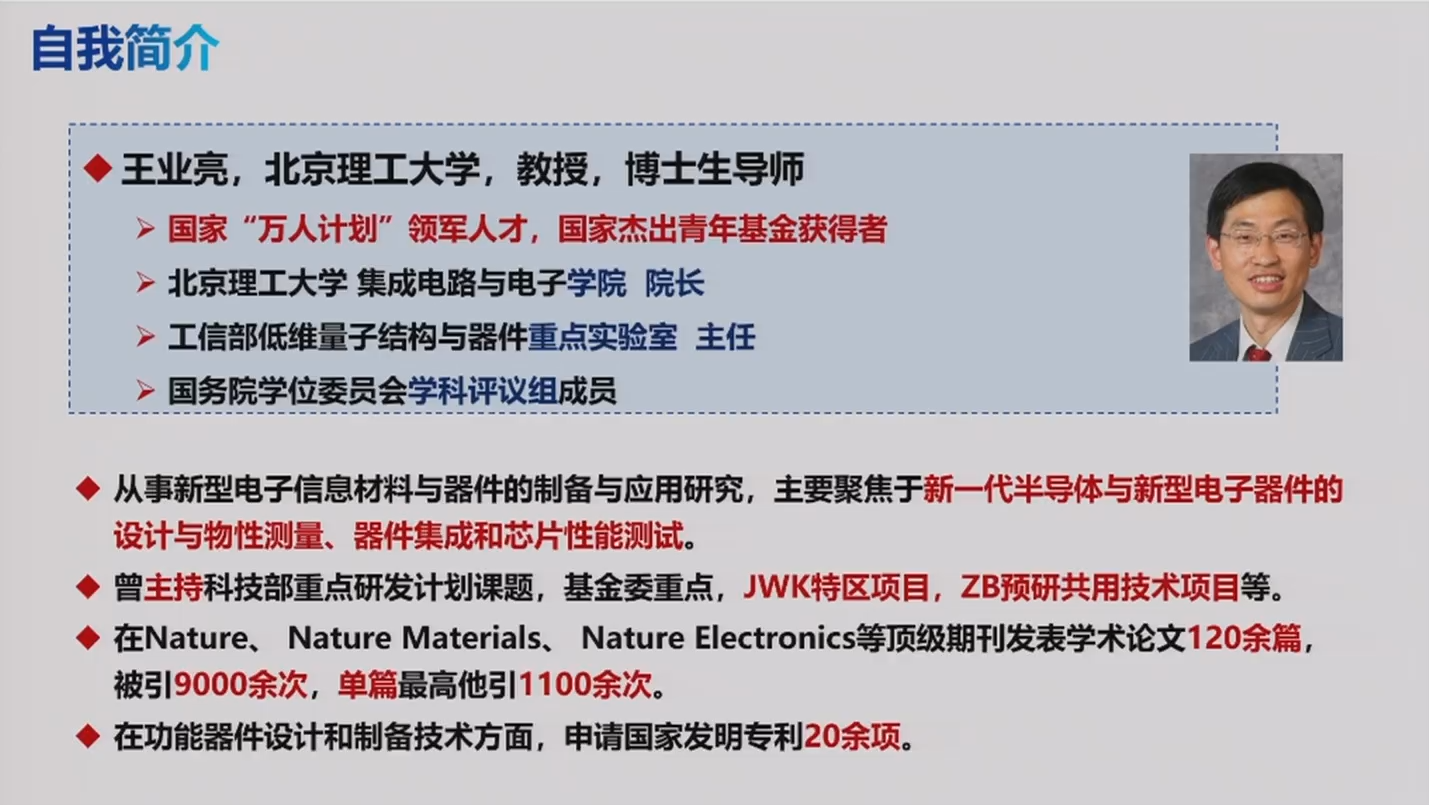 自我简介
王业亮，北京理工大学，教授，博士生导师
国家“万人计划”领军人才，国家杰出青年基金获得者
北京理工大学 集成电路与电子学院 院长
工信部低维量子结构与器件重点实验室 主任
国务院学位委员会学科评议组成员
从事新型电子信息材料与器件的制备与应用研究，主要聚焦于新一代半导体与新型电子器件的
设计与物性测量、器件集成和芯片性能测试。
曾主持科技部重点研发计划课题，基金委重点，JWK特区项目，ZB预研共用技术项目等。
在Nature、 Nature Materials、 Nature Electronics等顶级期刊发表学术论文120余篇，
被引9000余次，单篇最高他引1100余次。
在功能器件设计和制备技术方面，申请国家发明专利20余项。